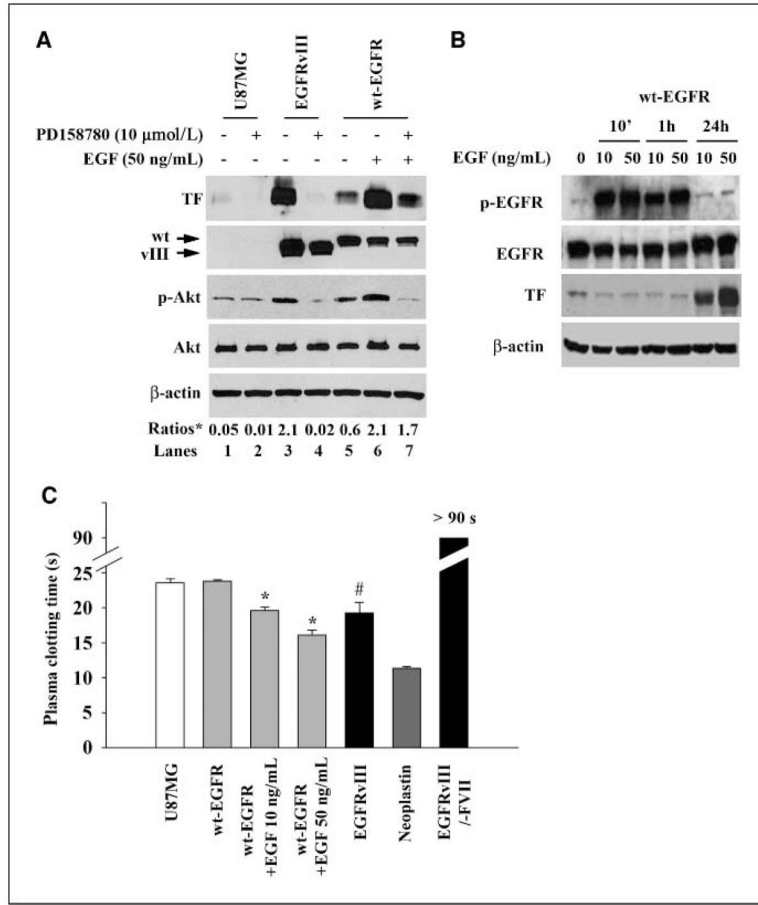 A
U87MG EGFRvIII wt-EGFR
PD158780 (10 μmol/L) - + - + - - +
EGF (50 ng/mL) - + +
TF
wt
vIII
p-Akt
Akt
β-actin
Ratios* 0.05 0.01 2.1 0.02 0.6 2.1 1.7
Lanes 1 2 3 4 5 6 7
B
wt-EGFR
10’ 1h 24h
EGF (ng/mL) 0 10 50 10 50 10 50
p-EGFR
EGFR
TF
β-actin
C
Plasma clotting time (s)
90
25
20
15
10
5
0
* * #
> 90 s
U87MG
wt-EGFR
wt-EGFR
+EGF 10 ng/mL
wt-EGFR
+EGF 50 ng/mL
EGFRvIII
Neoplastin
EGFRvIII
/-FVII